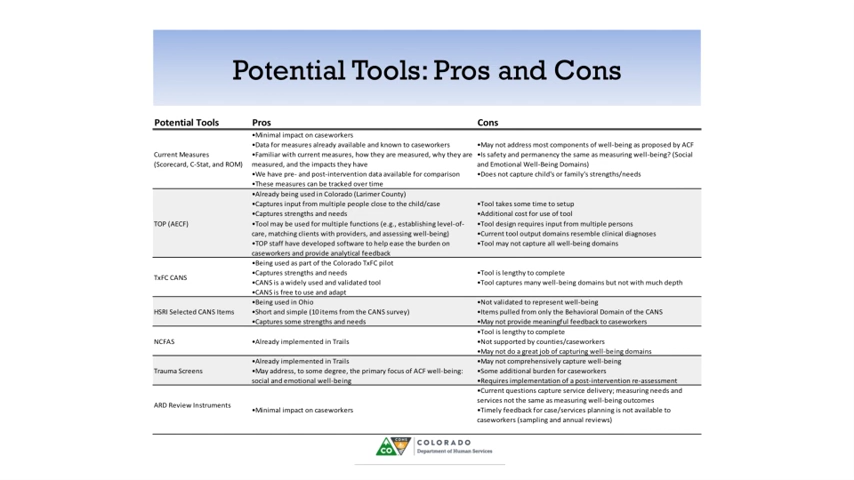 Potential Tools: Pros and Cons
Potential Tools Pros Cons
Current Measures
(Scorecard, C-Stat, and ROM)
•Minimal impact on caseworkers
•Data for measures already available and known to caseworkers
•Familiar with current measures, how they are measured, why they are
measured, and the impacts they have
•We have pre- and post-intervention data available for comparison
•These measures can be tracked over time
•May not address most components of well-being as proposed by ACF
•Is safety and permanency the same as measuring well-being? (Social
and Emotional Well-Being Domains)
•Does not capture child's or family's strengths/needs
TOP (AECF)
•Already being used in Colorado (Larimer County)
•Captures input from multiple people close to the child/case
•Captures strengths and needs
•Tool may be used for multiple functions (e.g., establishing level-of-
care, matching clients with providers, and assessing well-being)
•TOP staff have developed software to help ease the burden on
caseworkers and provide analytical feedback
•Tool takes some time to setup
•Additional cost for use of tool
•Tool design requires input from multiple persons
•Current tool output domains resemble clinical diagnoses
•Tool may not capture all well-being domains
TxFC CANS
•Being used as part of the Colorado TxFC pilot
•Captures strengths and needs
•CANS is a widely used and validated tool
•CANS is free to use and adapt
•Tool is lengthy to complete
•Tool captures many well-being domains but not with much depth
HSRI Selected CANS Items
•Being used in Ohio
•Short and simple (10 items from the CANS survey)
•Captures some strengths and needs
•Not validated to represent well-being
•Items pulled from only the Behavioral Domain of the CANS
•May not provide meaningful feedback to caseworkers
NCFAS
•Already implemented in Trails
•Tool is lengthy to complete
•Not supported by counties/caseworkers
•May not do a great job of capturing well-being domains
Trauma Screens
•Already implemented in Trails
•May address, to some degree, the primary focus of ACF well-being:
social and emotional well-being
•May not comprehensively capture well-being
•Some additional burden for caseworkers
•Requires implementation of a post-intervention re-assessment
ARD Review Instruments
•Minimal impact on caseworkers
•Current questions capture service delivery; measuring needs and
services not the same as measuring well-being outcomes
•Timely feedback for case/services planning is not available to
caseworkers (sampling and annual reviews)
CO
COLORADO
Department of Human Services